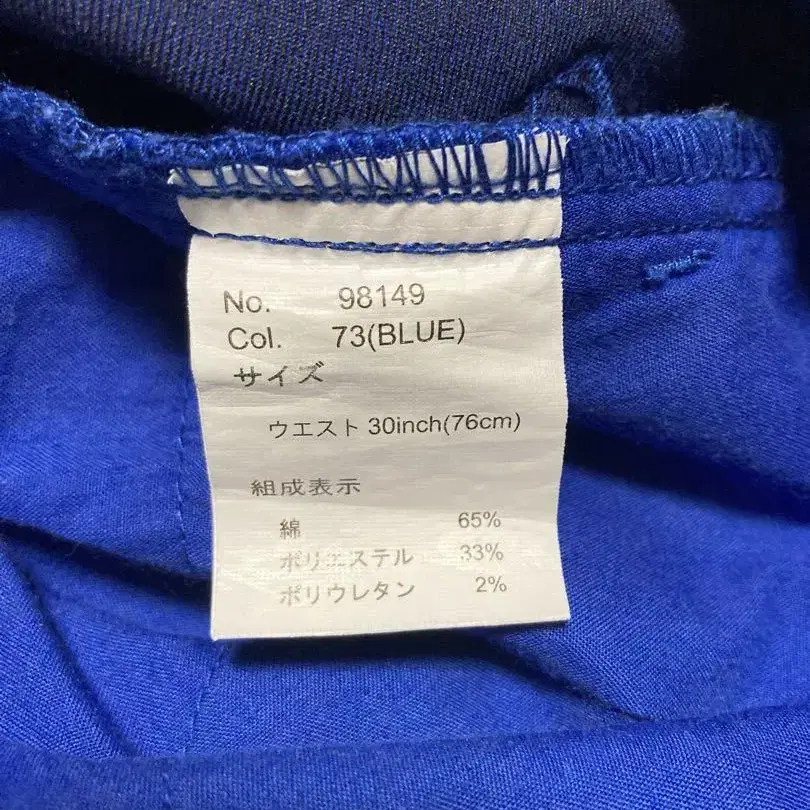 No. 98149
Col. 73(BLUE)
サイズ
ウエスト 30inch(76cm)
組成表示
綿 65%
ポリエステル 33%
ポリウレタン 2%